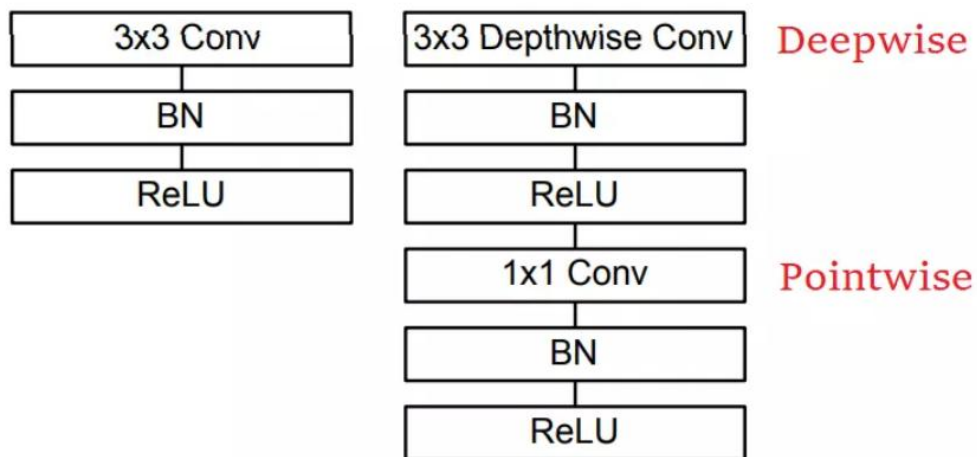 3x3 Conv
BN
ReLU
3x3 Depthwise Conv
Deepwise
BN
ReLU
1x1 Conv
Pointwise
BN
ReLU